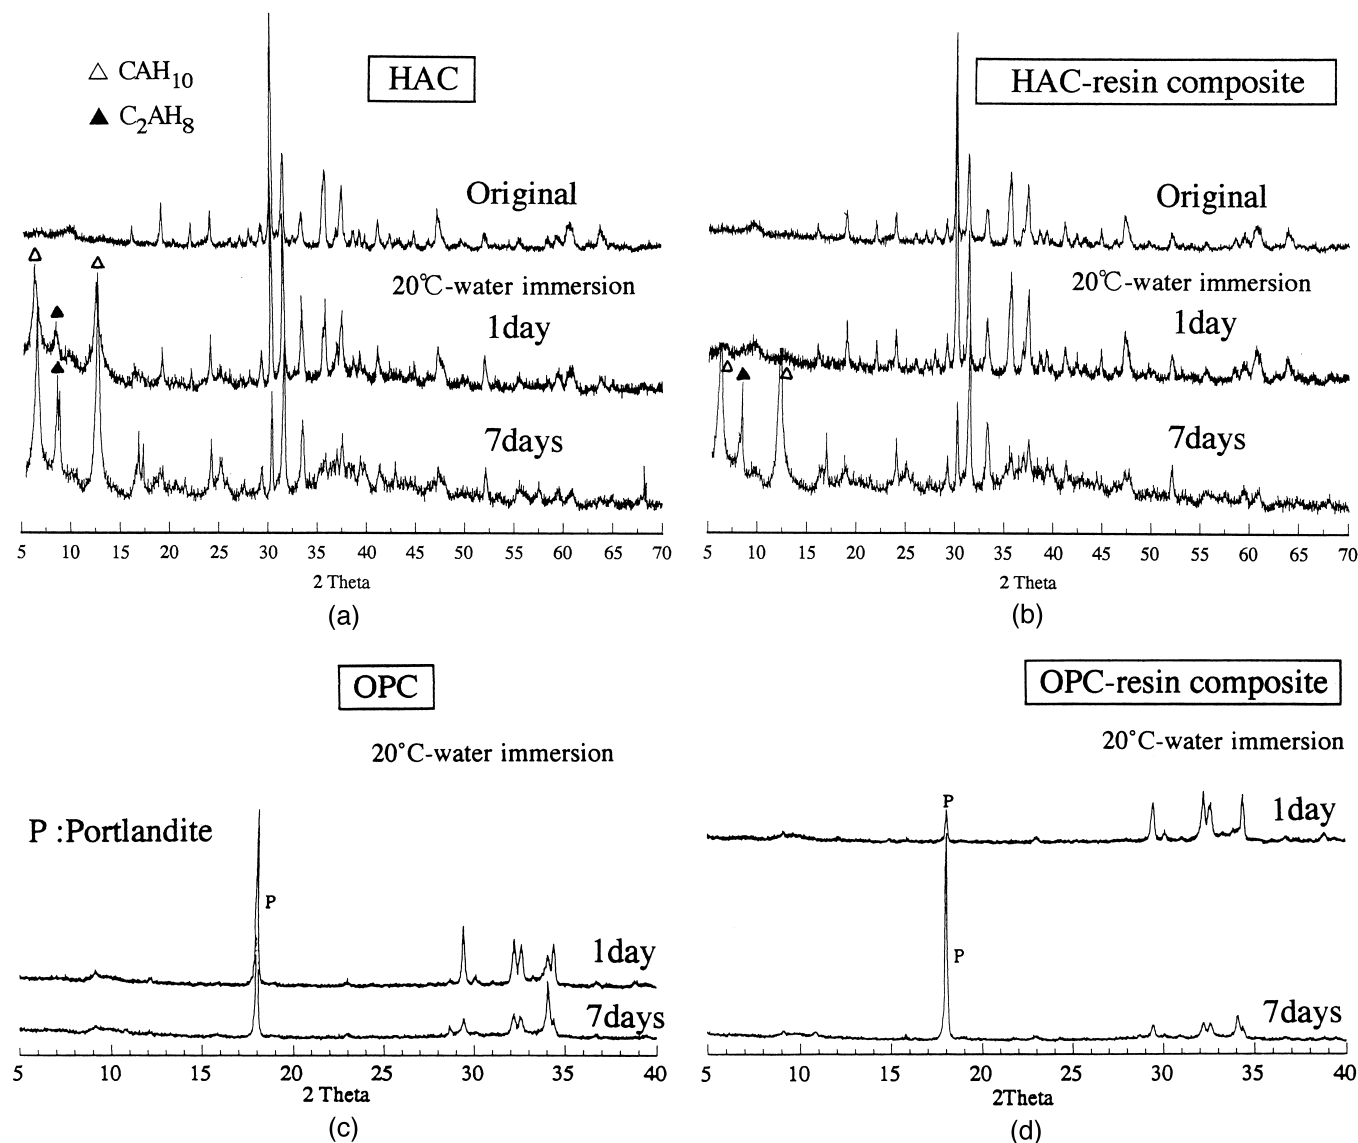 △ CAH10
▲ C2AH8
HAC
Original
20℃-water immersion
1day
7days
5 10 15 20 25 30 35 40 45 50 55 60 65 70
2 Theta
(a)
HAC-resin composite
Original
20℃-water immersion
1day
7days
5 10 15 20 25 30 35 40 45 50 55 60 65 70
2 Theta
(b)
OPC
20°C-water immersion
P :Portlandite
P
1day
7days
5 10 15 20 25 30 35 40
2 Theta
(c)
OPC-resin composite
20°C-water immersion
P
1day
P
7days
5 10 15 20 25 30 35 40
2Theta
(d)